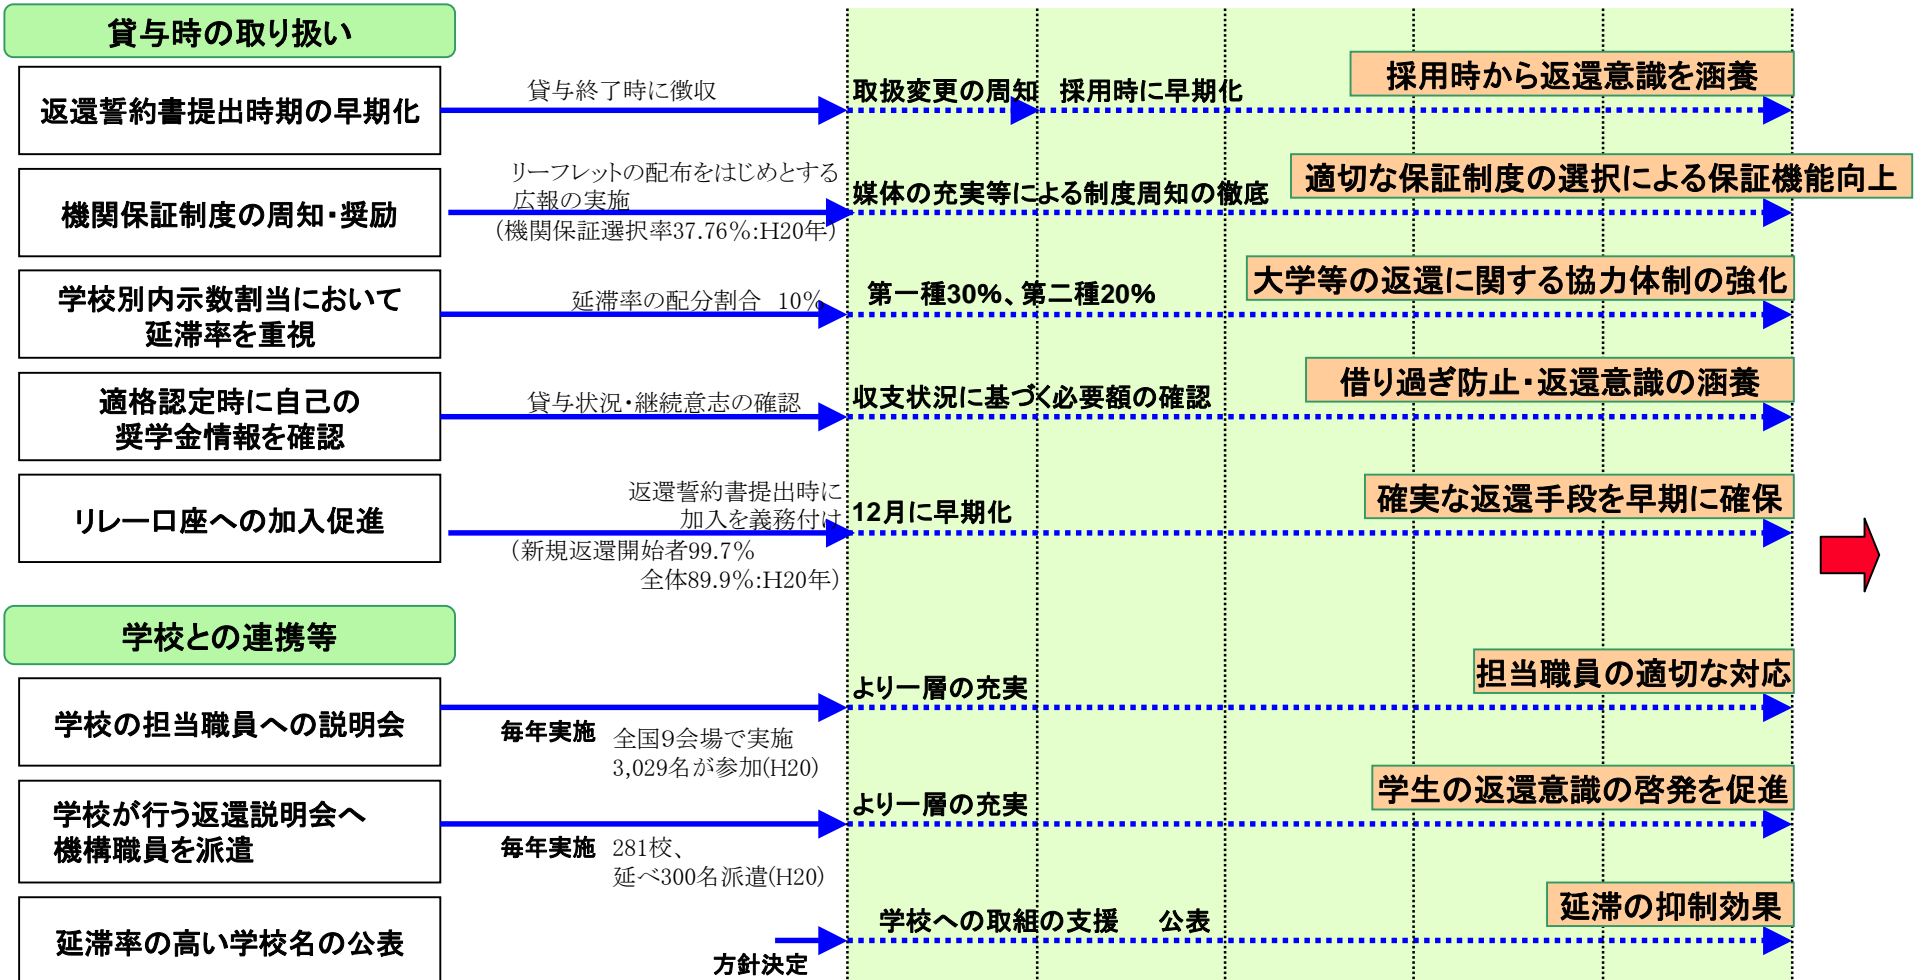 貸与時の取り扱い
返還誓約書提出時期の早期化
貸与終了時に徴収
取扱変更の周知
採用時に早期化
採用時から返還意識を涵養
機関保証制度の周知・奨励
リーフレットの配布をはじめとする
広報の実施
(機関保証選択率37.76%:H20年)
媒体の充実等による制度周知の徹底
適切な保証制度の選択による保証機能向上
学校別内示数割当において
延滞率を重視
延滞率の配分割合 10%
第一種30%、第二種20%
大学等の返還に関する協力体制の強化
適格認定時に自己の
奨学金情報を確認
貸与状況・継続意志の確認
収支状況に基づく必要額の確認
借り過ぎ防止・返還意識の涵養
リレー口座への加入促進
返還誓約書提出時に
加入を義務付け
(新規返還開始者99.7%
全体89.9%:H20年)
12月に早期化
確実な返還手段を早期に確保
学校との連携等
学校の担当職員への説明会
毎年実施
全国9会場で実施
3,029名が参加(H20)
より一層の充実
担当職員の適切な対応
学校が行う返還説明会へ
機構職員を派遣
毎年実施
281校、
延べ300名派遣(H20)
より一層の充実
学生の返還意識の啓発を促進
延滞率の高い学校名の公表
方針決定
学校への取組の支援
公表
延滞の抑制効果